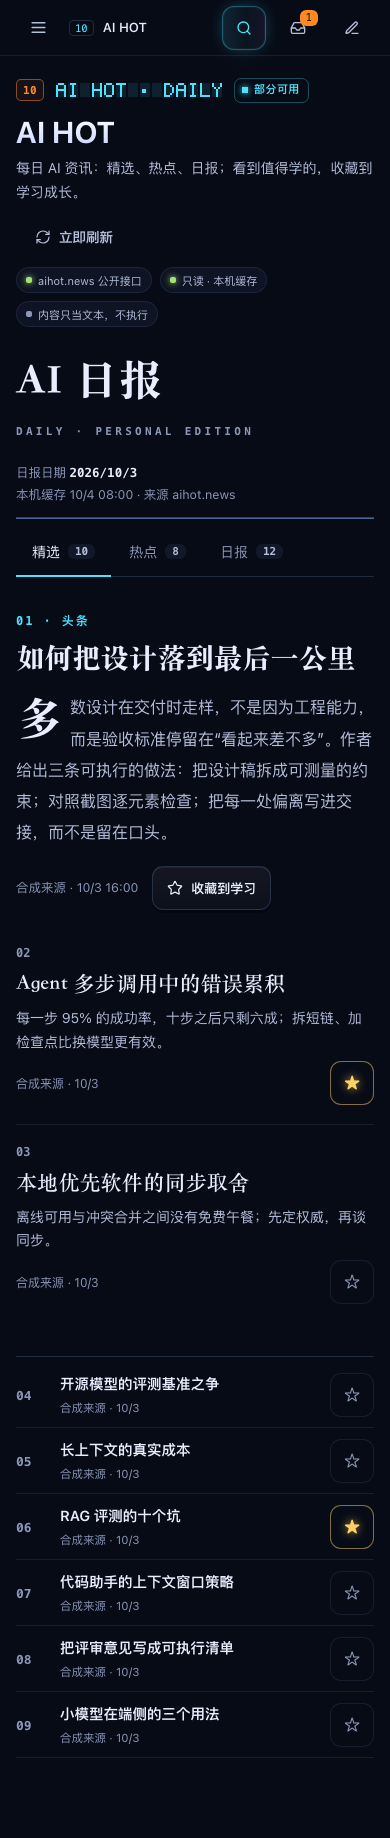 10 AI HOT 1
10 AI HOT · DAILY 部分可用
AI HOT
每日 AI 资讯：精选、热点、日报；看到值得学的，收藏到
学习成长。
立即刷新
aihot.news 公开接口 只读 · 本机缓存
内容只当文本，不执行
AI 日报
DAILY · PERSONAL EDITION
日报日期 2026/10/3
本机缓存 10/4 08:00 · 来源 aihot.news
精选 10 热点 8 日报 12
01 · 头条
如何把设计落到最后一公里
多数设计在交付时走样，不是因为工程能力，
而是验收标准停留在“看起来差不多”。作者
给出三条可执行的做法：把设计稿拆成可测量的约
束；对照截图逐元素检查；把每一处偏离写进交
接，而不是留在口头。
合成来源 · 10/3 16:00 收藏到学习
02
Agent 多步调用中的错误累积
每一步 95% 的成功率，十步之后只剩六成；拆短链、加
检查点比换模型更有效。
合成来源 · 10/3
03
本地优先软件的同步取舍
离线可用与冲突合并之间没有免费午餐；先定权威，再谈
同步。
合成来源 · 10/3
04 开源模型的评测基准之争
合成来源 · 10/3
05 长上下文的真实成本
合成来源 · 10/3
06 RAG 评测的十个坑
合成来源 · 10/3
07 代码助手的上下文窗口策略
合成来源 · 10/3
08 把评审意见写成可执行清单
合成来源 · 10/3
09 小模型在端侧的三个用法
合成来源 · 10/3